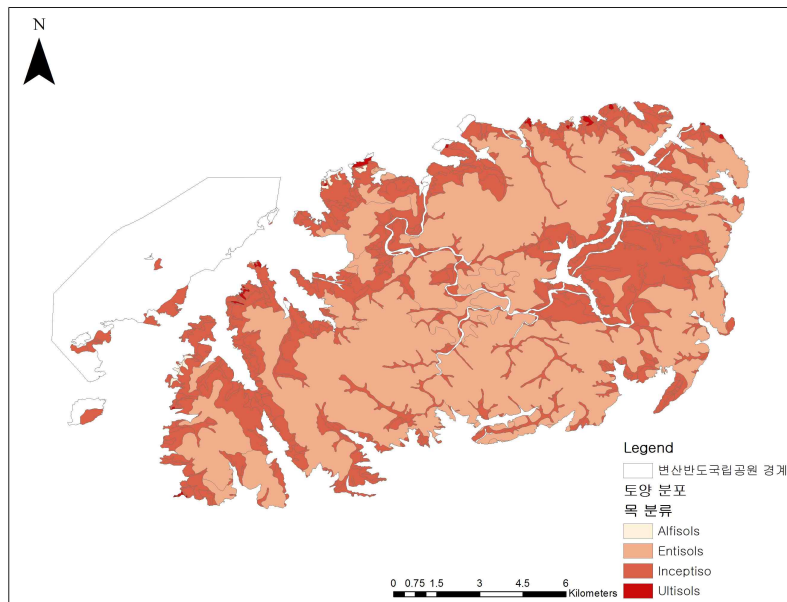 N
Legend
변산반도국립공원 경계
토양 분포
목 분류
Alfisols
Entisols
Inceptiso
Ultisols
0 0.75 1.5 3 4.5 6
Kilometers